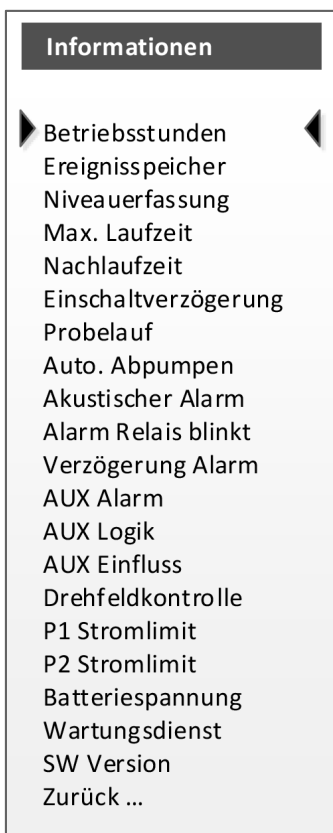 Informationen
Betriebsstunden
Ereignisspeicher
Niveauerfassung
Max. Laufzeit
Nachlaufzeit
Einschaltverzögerung
Probelauf
Auto. Abpumpen
Akustischer Alarm
Alarm Relais blinkt
Verzögerung Alarm
AUX Alarm
AUX Logik
AUX Einfluss
Drehfeldkontrolle
P1 Stromlimit
P2 Stromlimit
Batteriespannung
Wartungsdienst
SW Version
Zurück ...